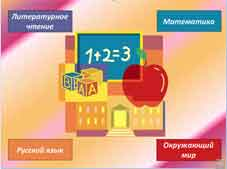 Литературное
чтение
Математика
1+2=3
Русский язык
Окружающий
мир